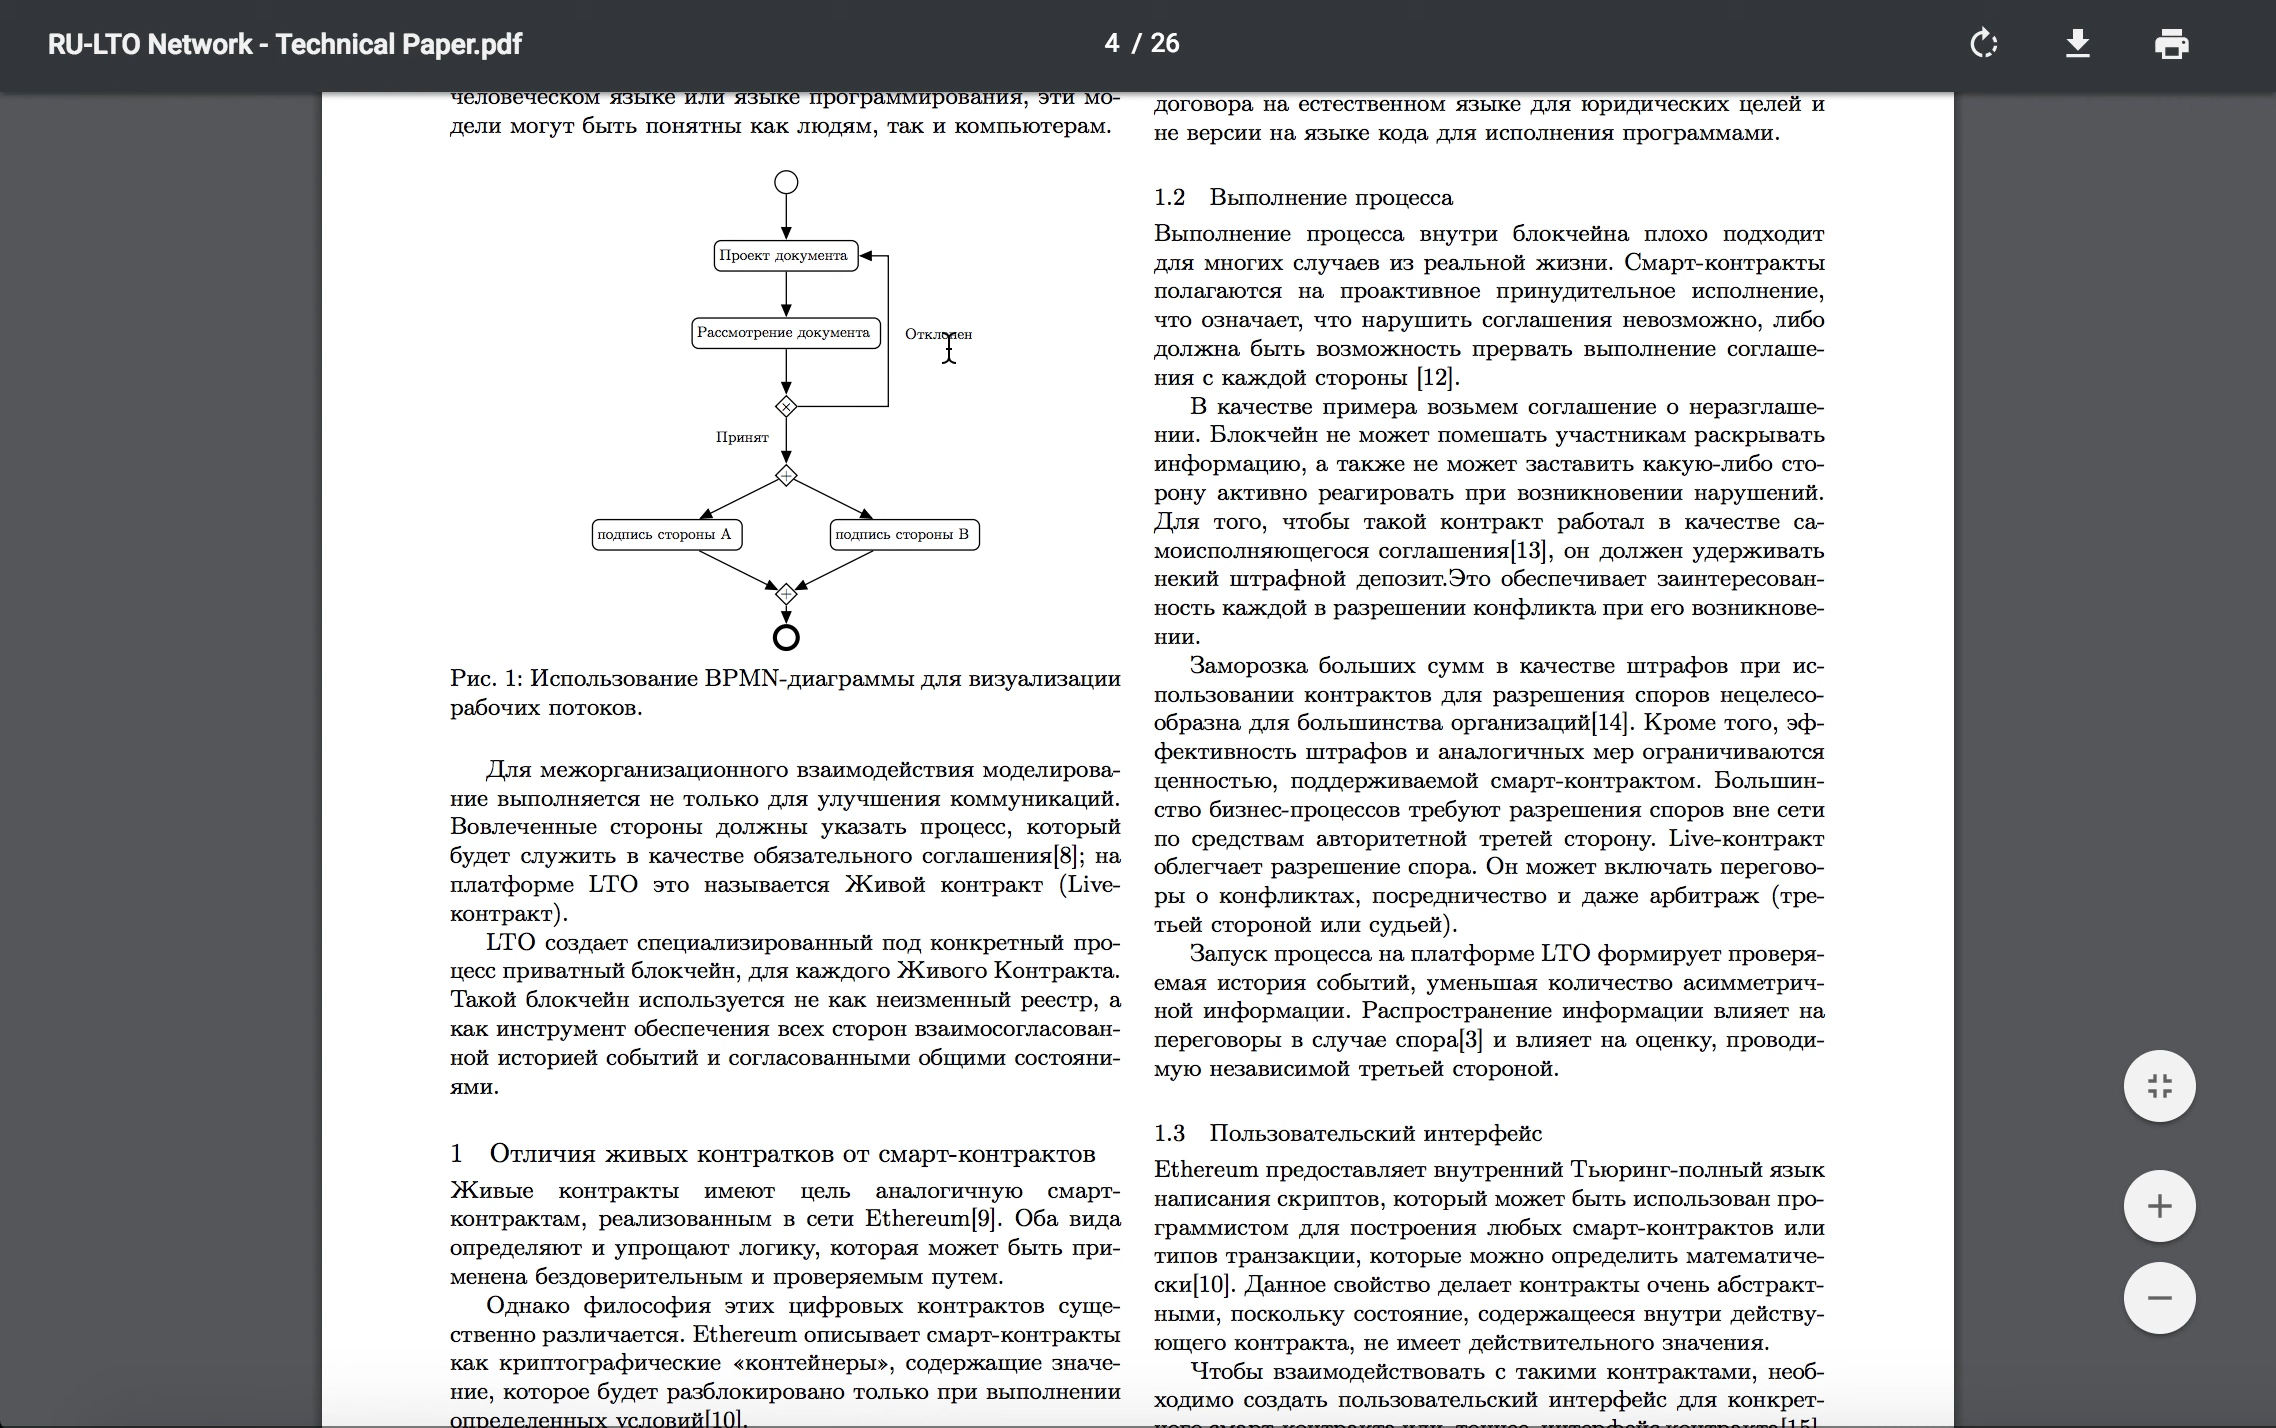 RU-LTO Network - Technical Paper.pdf
4 / 26
человеческом языке или языке программирования, эти мо-
дели могут быть понятны как людям, так и компьютерам.
Проект документа
Рассмотрение документа
Отклонен
Принят
подпись стороны А
подпись стороны В
Рис. 1: Использование BPMN-диаграммы для визуализации
рабочих потоков.
Для межорганизационного взаимодействия моделирова-
ние выполняется не только для улучшения коммуникаций.
Вовлеченные стороны должны указать процесс, который
будет служить в качестве обязательного соглашения[8]; на
платформе LTO это называется Живой контракт (Live-
контракт).
LTO создает специализированный под конкретный про-
цесс приватный блокчейн, для каждого Живого Контракта.
Такой блокчейн используется не как неизменный реестр, а
как инструмент обеспечения всех сторон взаимосогласован-
ной историей событий и согласованными общими состояни-
ями.
1 Отличия живых контратков от смарт-контрактов
Живые контракты имеют цель аналогичную смарт-
контрактам, реализованным в сети Ethereum[9]. Оба вида
определяют и упрощают логику, которая может быть при-
менена бездоверительным и проверяемым путем.
Однако философия этих цифровых контрактов суще-
ственно различается. Ethereum описывает смарт-контракты
как криптографические «контейнеры», содержащие значе-
ние, которое будет разблокировано только при выполнении
определенных условий[10].
договора на естественном языке для юридических целей и
не версии на языке кода для исполнения программами.
1.2 Выполнение процесса
Выполнение процесса внутри блокчейна плохо подходит
для многих случаев из реальной жизни. Смарт-контракты
полагаются на проактивное принудительное исполнение,
что означает, что нарушить соглашения невозможно, либо
должна быть возможность прервать выполнение соглаше-
ния с каждой стороны [12].
В качестве примера возьмем соглашение о неразглаше-
нии. Блокчейн не может помешать участникам раскрывать
информацию, а также не может заставить какую-либо сто-
рону активно реагировать при возникновении нарушений.
Для того, чтобы такой контракт работал в качестве са-
моисполняющегося соглашения[13], он должен удерживать
некий штрафной депозит.Это обеспечивает заинтересован-
ность каждой в разрешении конфликта при его возникнове-
нии.
Заморозка больших сумм в качестве штрафов при ис-
пользовании контрактов для разрешения споров нецелесо-
образна для большинства организаций[14]. Кроме того, эф-
фективность штрафов и аналогичных мер ограничиваются
ценностью, поддерживаемой смарт-контрактом. Большин-
ство бизнес-процессов требуют разрешения споров вне сети
по средствам авторитетной третей сторону. Live-контракт
облегчает разрешение спора. Он может включать перегово-
ры о конфликтах, посредничество и даже арбитраж (тре-
тьей стороной или судьей).
Запуск процесса на платформе LTO формирует проверя-
емая история событий, уменьшая количество асимметрич-
ной информации. Распространение информации влияет на
переговоры в случае спора[3] и влияет на оценку, проводи-
мую независимой третьей стороной.
1.3 Пользовательский интерфейс
Ethereum предоставляет внутренний Тьюринг-полный язык
написания скриптов, который может быть использован про-
граммистом для построения любых смарт-контрактов или
типов транзакции, которые можно определить математиче-
ски[10]. Данное свойство делает контракты очень абстракт-
ными, поскольку состояние, содержащееся внутри действу-
ющего контракта, не имеет действительного значения.
Чтобы взаимодействовать с такими контрактами, необ-
ходимо создать пользовательский интерфейс для конкрет-